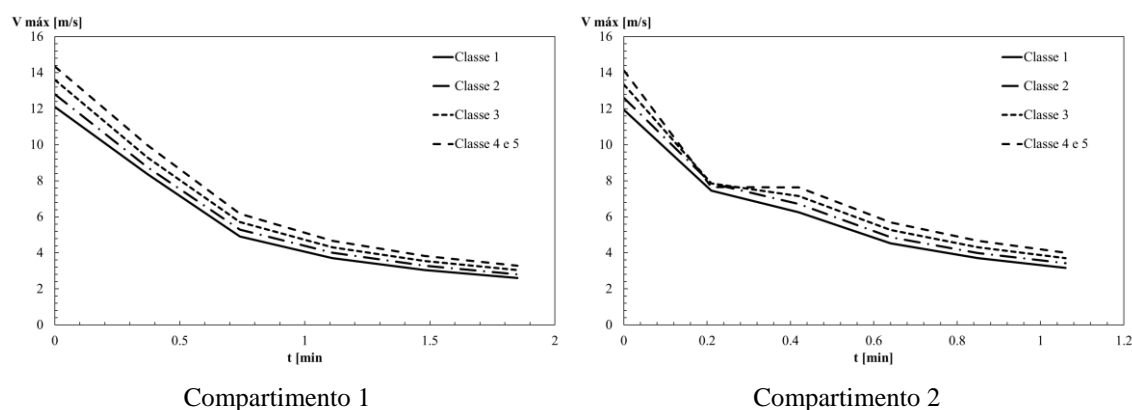 V máx [m/s]
16
14
12
10
8
6
4
2
0
0
0.5
1
1.5
2
t [min
Classe 1
Classe 2
Classe 3
Classe 4 e 5
Compartimento 1
V máx [m/s]
16
14
12
10
8
6
4
2
0
0
0.2
0.4
0.6
0.8
1
1.2
t [min]
Classe 1
Classe 2
Classe 3
Classe 4 e 5
Compartimento 2